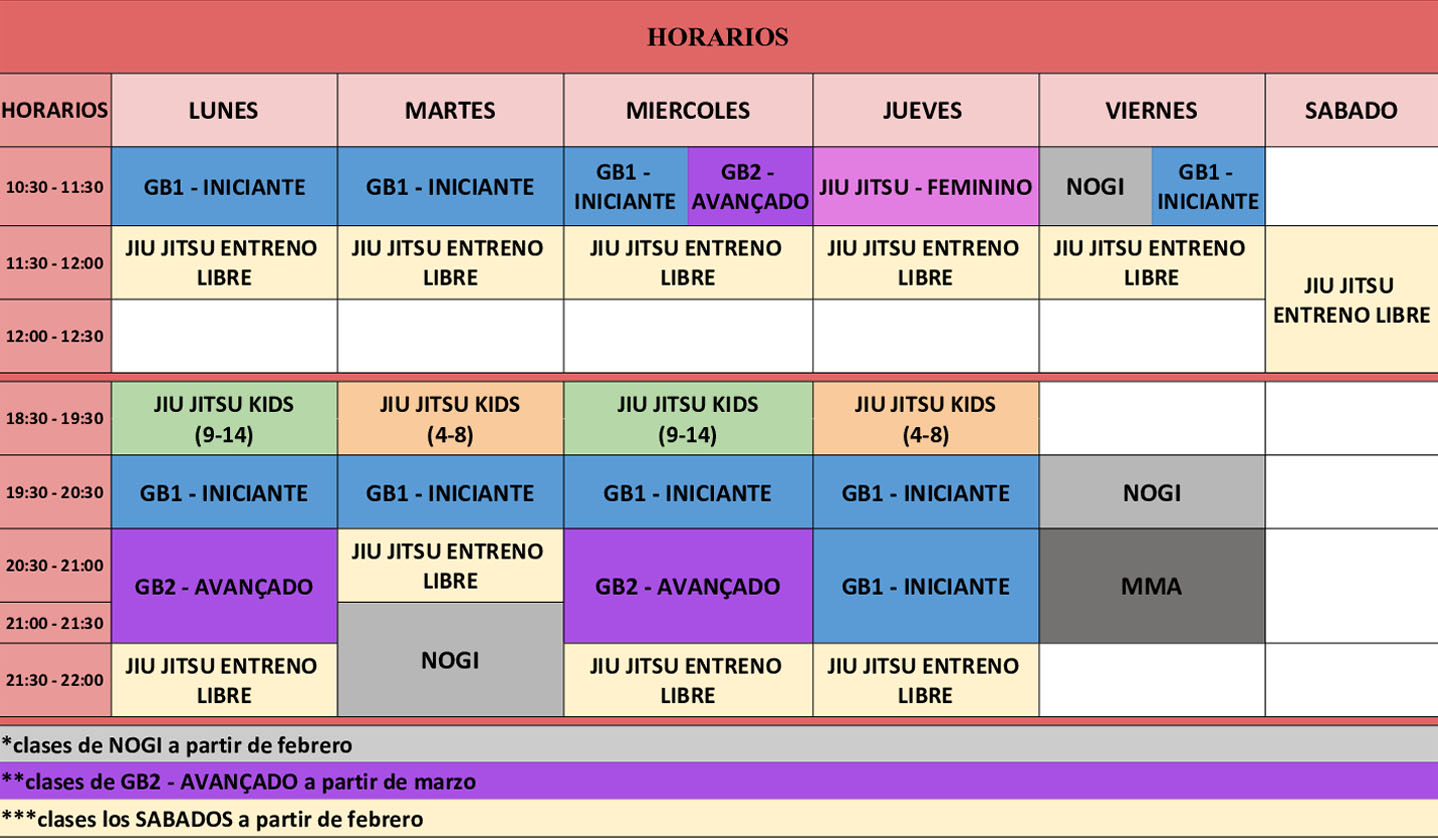 HORARIOS
HORARIOS LUNES MARTES MIERCOLES JUEVES VIERNES SABADO
10:30 - 11:30
GB1 - INICIANTE
GB1 - INICIANTE
GB1 -
INICIANTE
GB2 -
AVANÇADO
JIU JITSU - FEMININO
NOGI
GB1 -
INICIANTE
11:30 - 12:00
JIU JITSU ENTRENO
LIBRE
JIU JITSU ENTRENO
LIBRE
JIU JITSU ENTRENO
LIBRE
JIU JITSU ENTRENO
LIBRE
JIU JITSU ENTRENO
LIBRE
JIU JITSU
ENTRENO LIBRE
12:00 - 12:30
18:30 - 19:30
JIU JITSU KIDS
(9-14)
JIU JITSU KIDS
(4-8)
JIU JITSU KIDS
(9-14)
JIU JITSU KIDS
(4-8)
19:30 - 20:30
GB1 - INICIANTE
GB1 - INICIANTE
GB1 - INICIANTE
GB1 - INICIANTE
NOGI
20:30 - 21:00
GB2 - AVANÇADO
JIU JITSU ENTRENO
LIBRE
GB2 - AVANÇADO
GB1 - INICIANTE
MMA
21:00 - 21:30
NOGI
21:30 - 22:00
JIU JITSU ENTRENO
LIBRE
JIU JITSU ENTRENO
LIBRE
JIU JITSU ENTRENO
LIBRE
*clases de NOGI a partir de febrero
**clases de GB2 - AVANÇADO a partir de marzo
***clases los SABADOS a partir de febrero